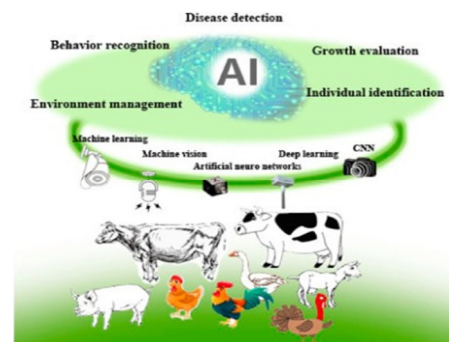 Disease detection
Behavior recognition
Growth evaluation
AI
Environment management
Individual identification
Machine learning
Machine vision
Artificial neuro networks
Deep learning
CNN